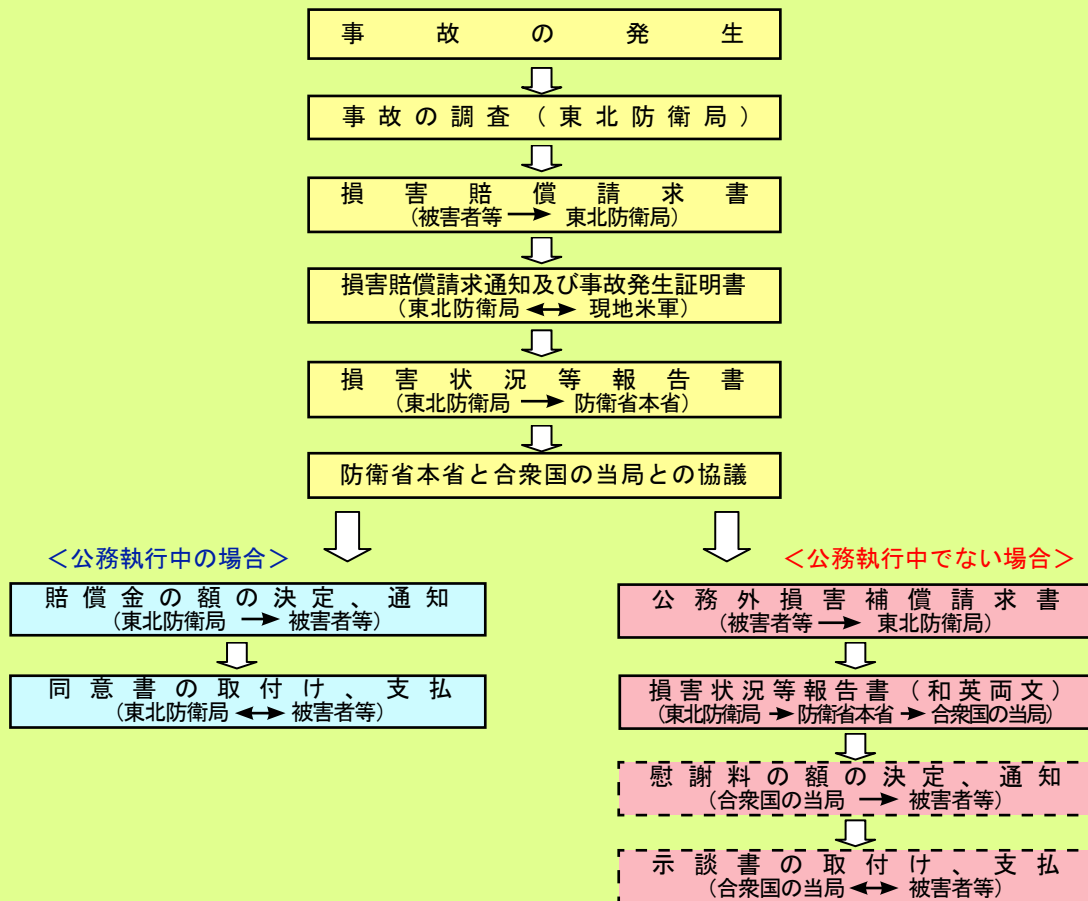 事故の発生
事故の調査(東北防衛局)
損害賠償請求書
(被害者等 → 東北防衛局)
損害賠償請求通知及び事故発生証明書
(東北防衛局 ↔ 現地米軍)
損害状況等報告書
(東北防衛局 → 防衛省本省)
防衛省本省と合衆国の当局との協議
＜公務執行中の場合＞
賠償金の額の決定、通知
(東北防衛局 → 被害者等)
同意書の取付け、支払
(東北防衛局 ↔ 被害者等)
＜公務執行中でない場合＞
公務外損害補償請求書
(被害者等 → 東北防衛局)
損害状況等報告書(和英両文)
(東北防衛局 → 防衛省本省 → 合衆国の当局)
慰謝料の額の決定、通知
(合衆国の当局 → 被害者等)
示談書の取付け、支払
(合衆国の当局 ↔ 被害者等)